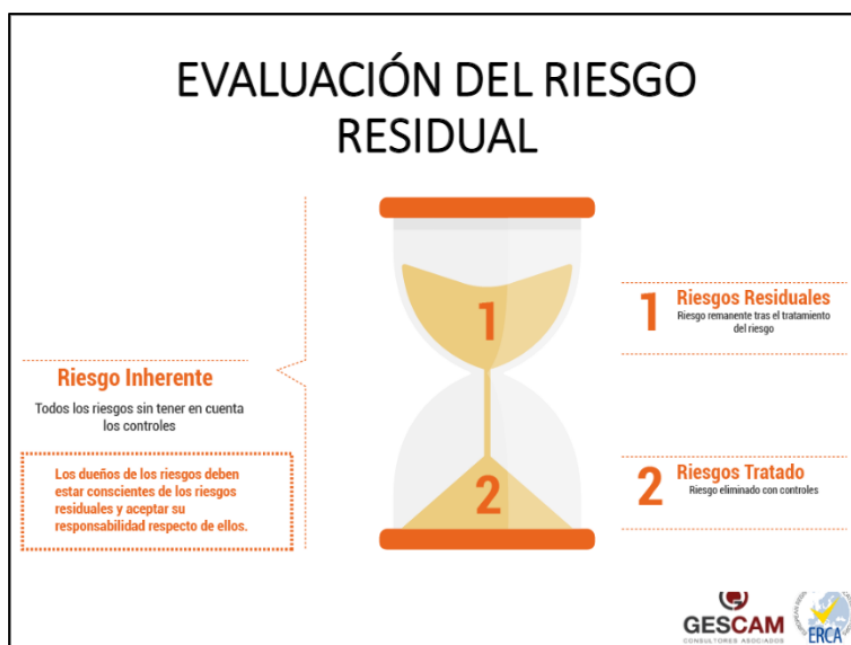 EVALUACIÓN DEL RIESGO
RESIDUAL
Riesgo Inherente
Todos los riesgos sin tener en cuenta
los controles
Los dueños de los riesgos deben
estar conscientes de los riesgos
residuales y aceptar su
responsabilidad respecto de ellos.
1
2
1
Riesgos Residuales
Riesgo remanente tras el tratamiento
del riesgo
2
Riesgos Tratado
Riesgo eliminado con controles
GESCAM
CONSULTORES ASOCIADOS
ERCA